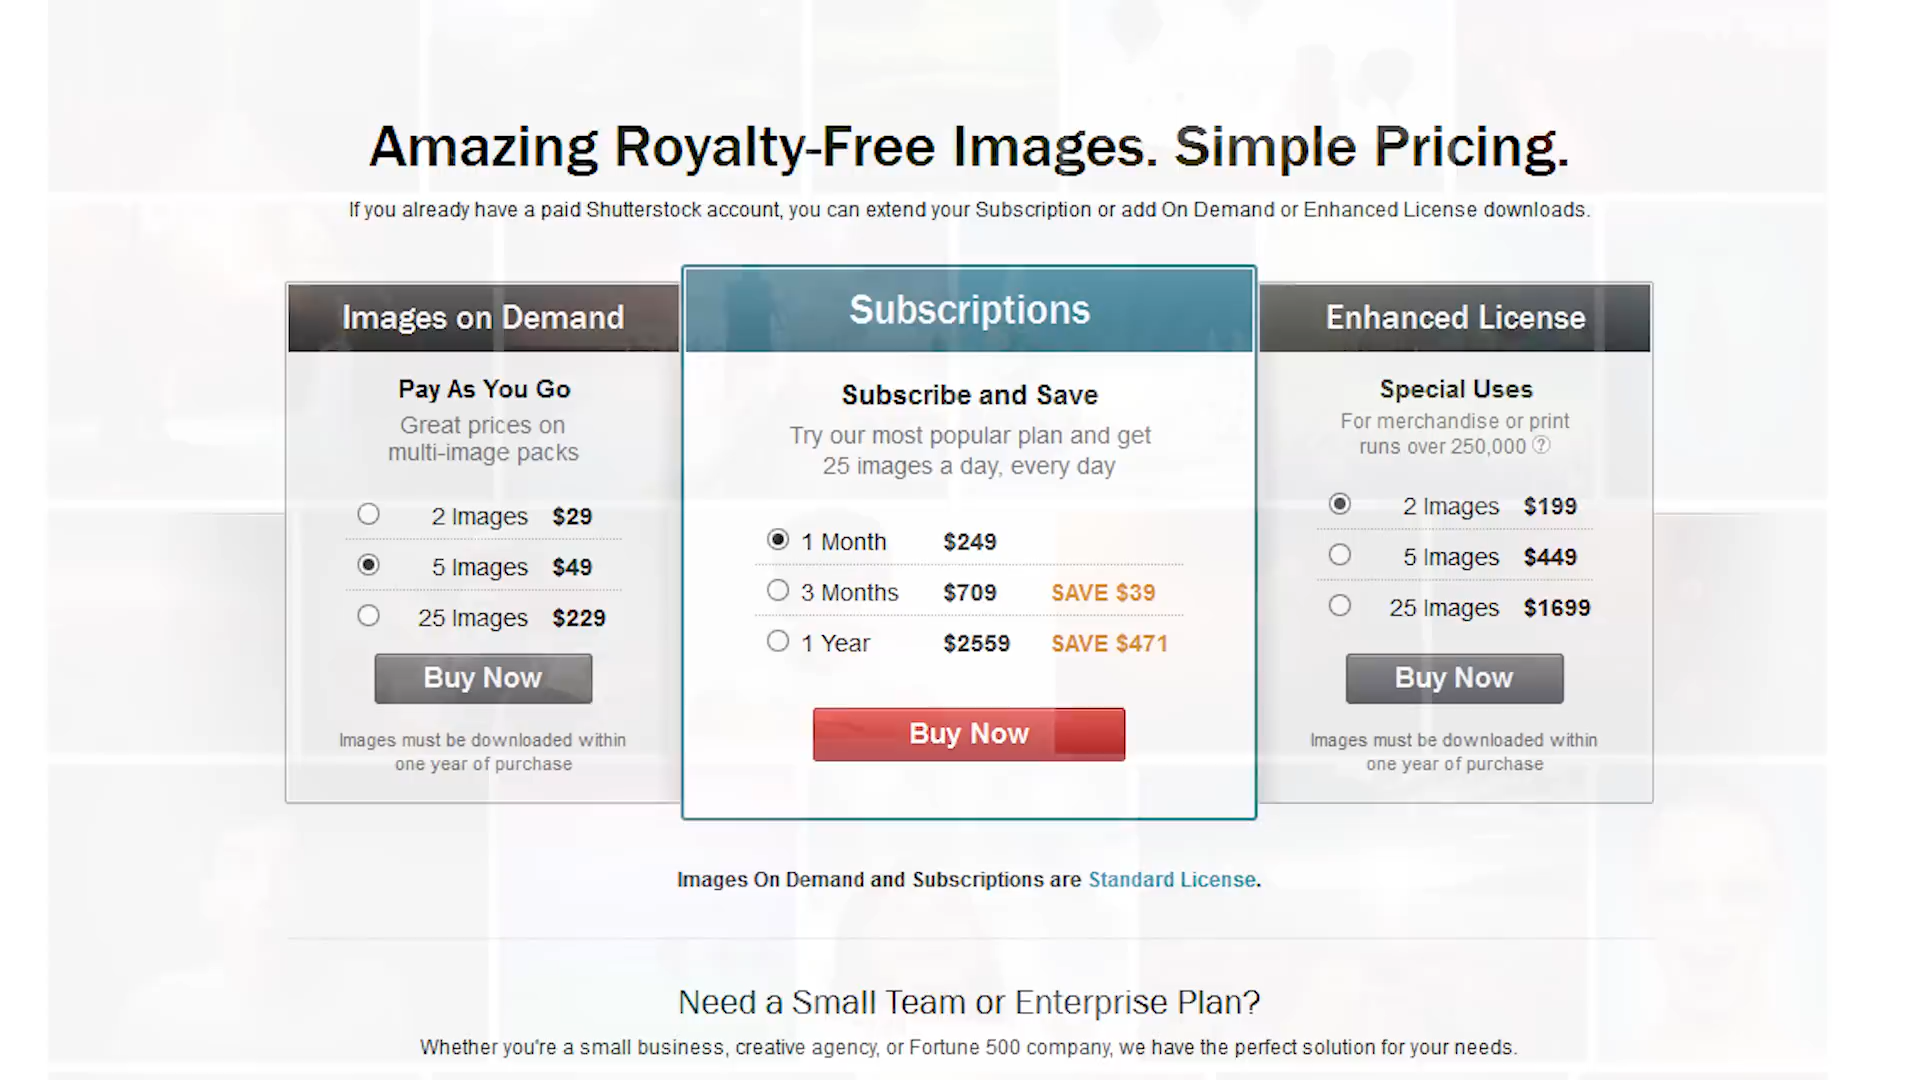 Amazing Royalty-Free Images. Simple Pricing.
If you already have a paid Shutterstock account, you can extend your Subscription or add On Demand or Enhanced License downloads.
Images on Demand
Pay As You Go
Great prices on
multi-image packs
2 Images $29
5 Images $49
25 Images $229
Buy Now
Images must be downloaded within
one year of purchase
Subscriptions
Subscribe and Save
Try our most popular plan and get
25 images a day, every day
1 Month $249
3 Months $709 SAVE $39
1 Year $2559 SAVE $471
Buy Now
Enhanced License
Special Uses
For merchandise or print
runs over 250,000 ?
2 Images $199
5 Images $449
25 Images $1699
Buy Now
Images must be downloaded within
one year of purchase
Images On Demand and Subscriptions are Standard License.
Need a Small Team or Enterprise Plan?
Whether you're a small business, creative agency, or Fortune 500 company, we have the perfect solution for your needs.